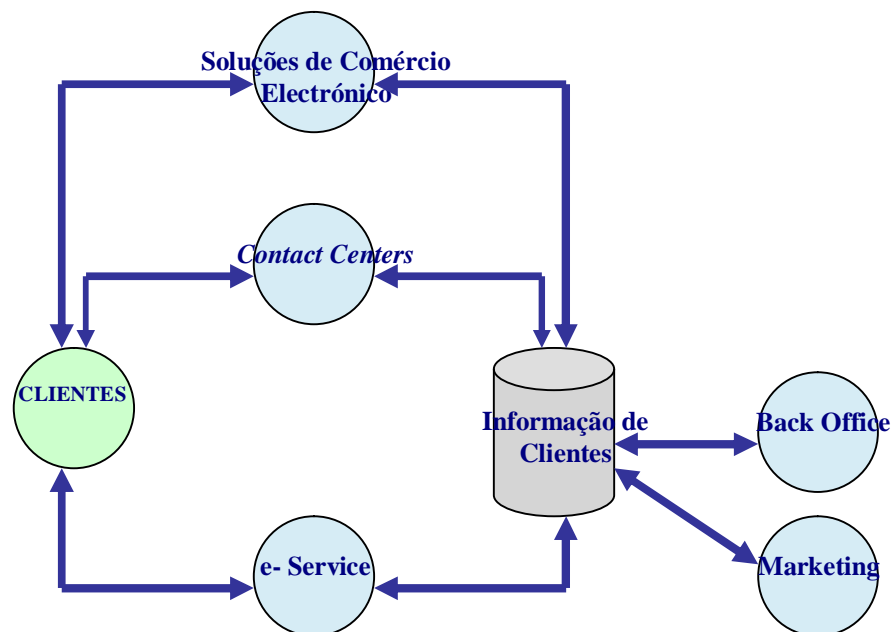 Soluções de Comércio
Electrónico
Contact Centers
CLIENTES
Informação de
Clientes
Back Office
e- Service
Marketing